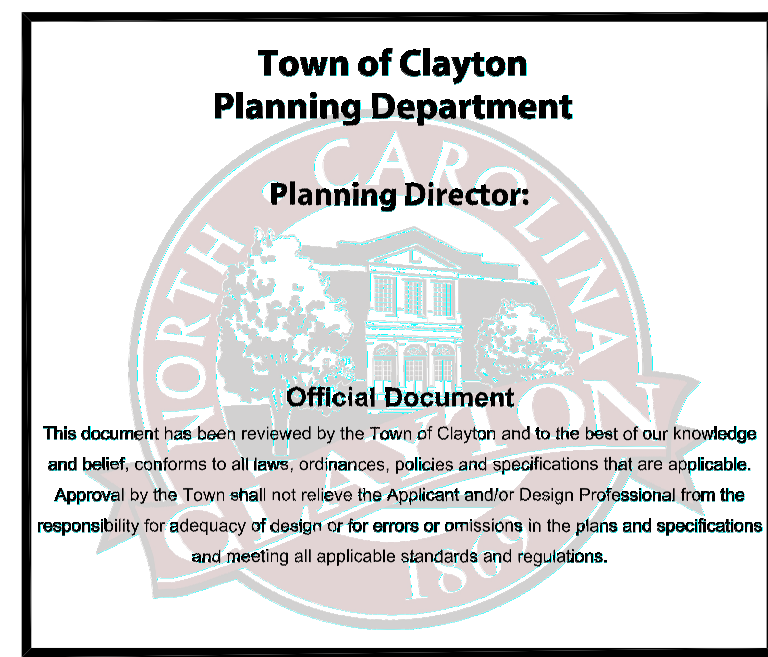 Town of Clayton
Planning Department
Planning Director:
Official Document
This document has been reviewed by the Town of Clayton and to the best of our knowledge
and belief, conforms to all laws, ordinances, policies and specifications that are applicable.
Approval by the Town shall not relieve the Applicant and/or Design Professional from the
responsibility for adequacy of design or for errors or omissions in the plans and specifications
and meeting all applicable standards and regulations.
NORTH CAROLINA
CLAYTON
1869